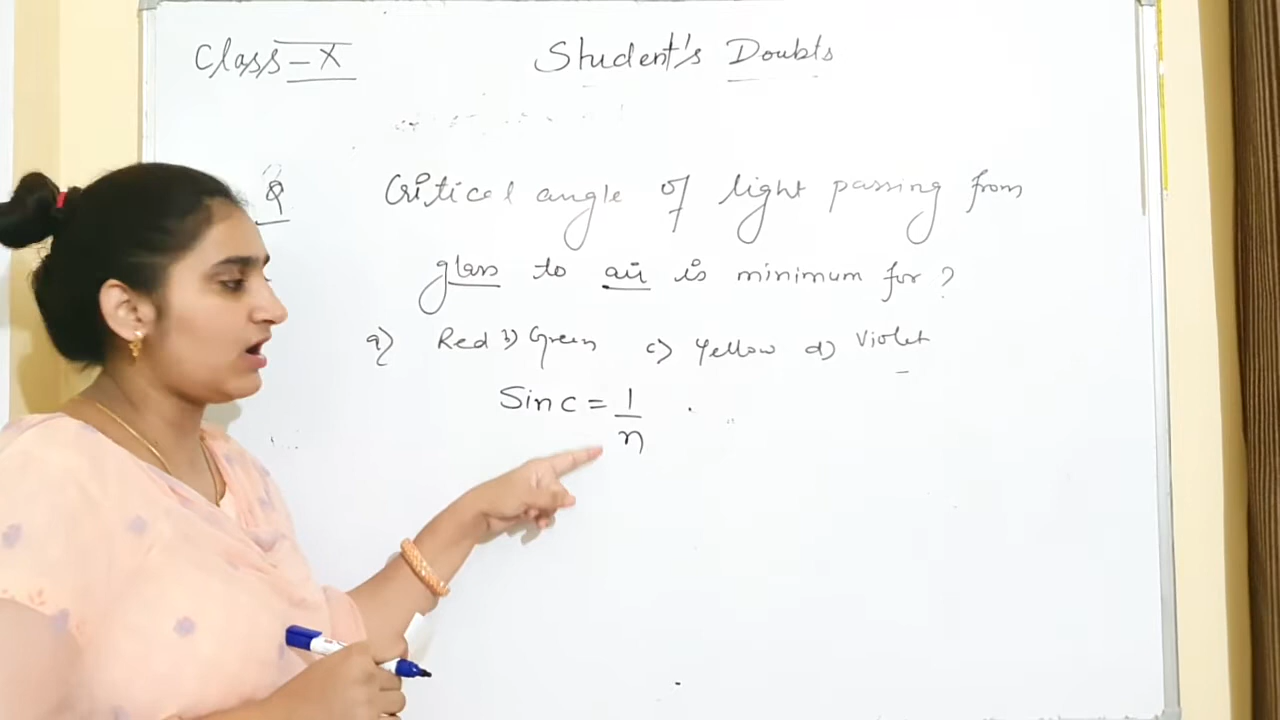 Class-X
Student's Doubts
Q
Critical angle of light passing from
glass to air is minimum for ?
a) Red b) Green c) Yellow d) Violet
Sin c = 1/n